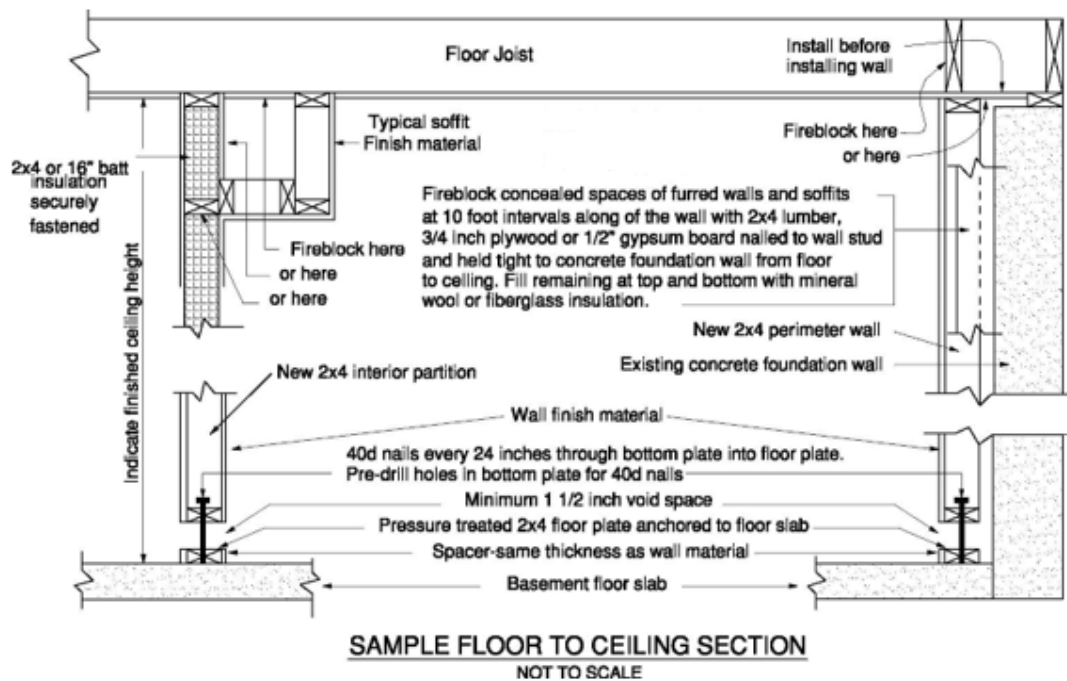 Floor Joist
Install before
installing wall
Typical soffit
Finish material
Fireblock here
or here
2x4 or 16" batt
insulation
securely
fastened
Fireblock concealed spaces of furred walls and soffits
at 10 foot intervals along of the wall with 2x4 lumber,
3/4 inch plywood or 1/2" gypsum board nailed to wall stud
and held tight to concrete foundation wall from floor
to ceiling. Fill remaining at top and bottom with mineral
wool or fiberglass insulation.
Fireblock here
or here
or here
Indicate finished ceiling height
New 2x4 perimeter wall
Existing concrete foundation wall
New 2x4 interior partition
Wall finish material
40d nails every 24 inches through bottom plate into floor plate.
Pre-drill holes in bottom plate for 40d nails
Minimum 1 1/2 inch void space
Pressure treated 2x4 floor plate anchored to floor slab
Spacer-same thickness as wall material
Basement floor slab
SAMPLE FLOOR TO CEILING SECTION
NOT TO SCALE